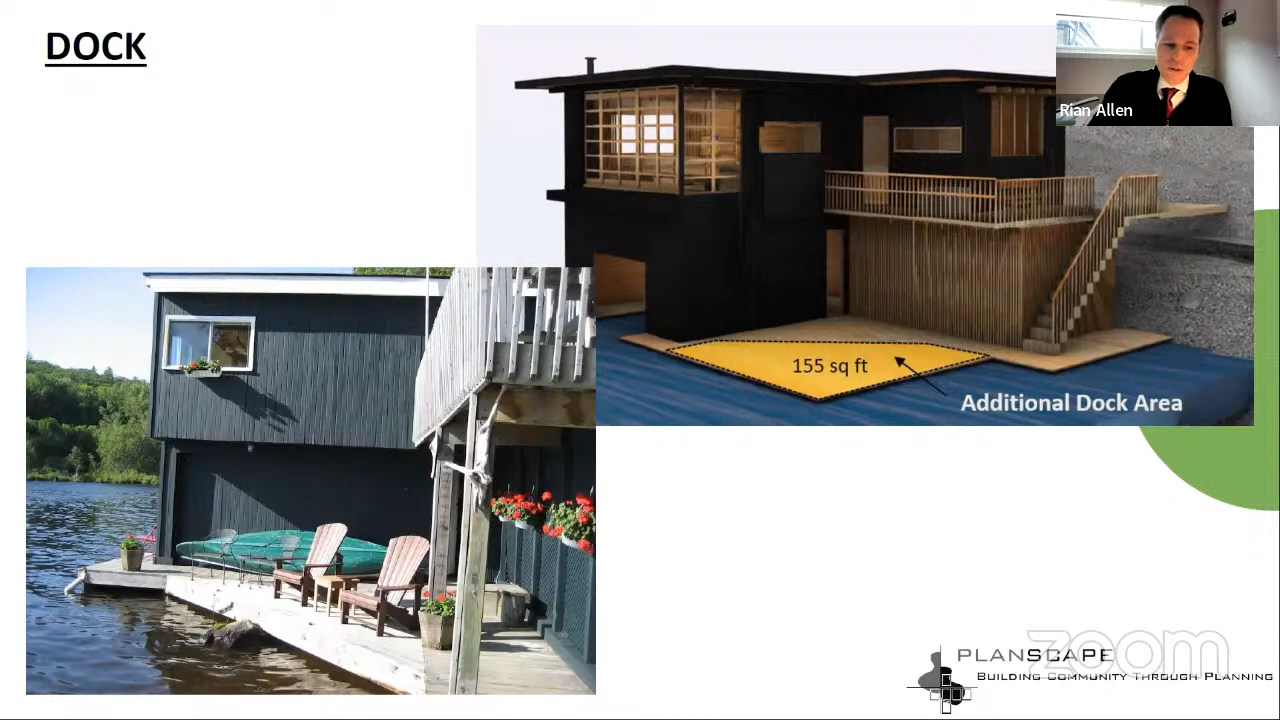 DOCK
Rian Allen
155 sq ft
Additional Dock Area
zoom
PLANSCAPE
BUILDING COMMUNITY THROUGH PLANNING